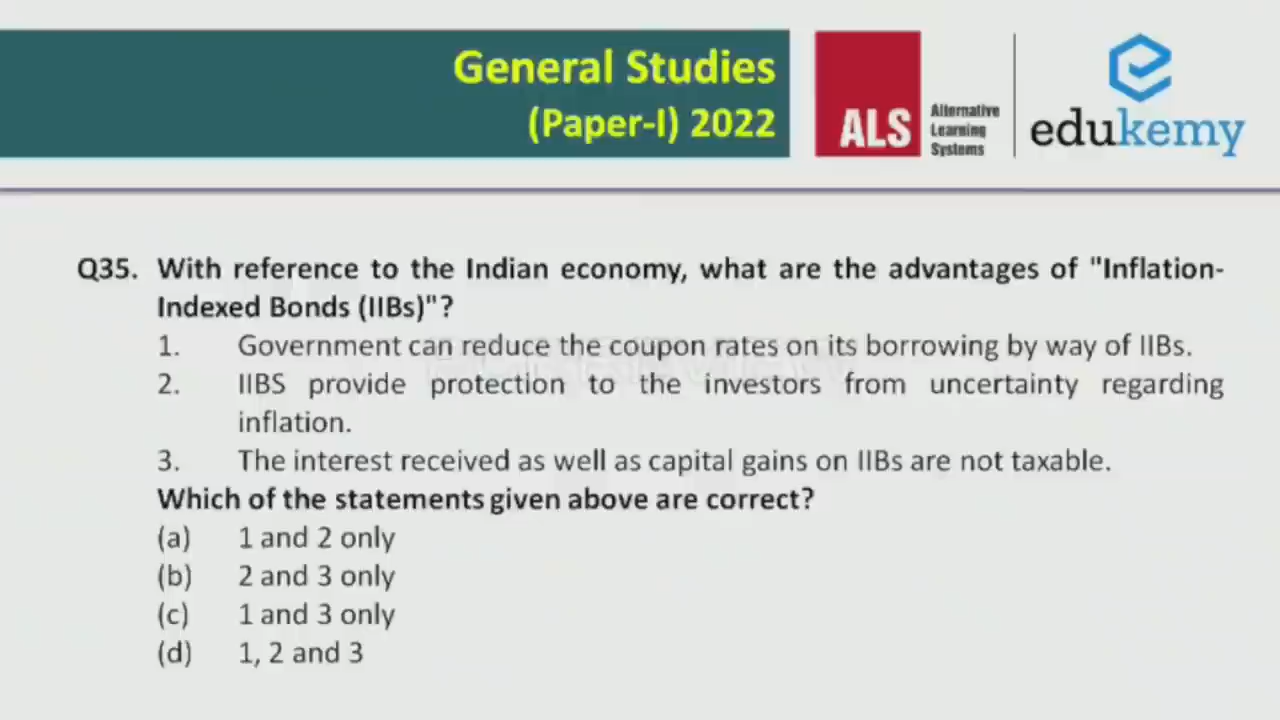 General Studies
(Paper-I) 2022
ALS
Alternative
Learning
Systems
edukemy
Q35. With reference to the Indian economy, what are the advantages of "Inflation-
Indexed Bonds (IIBs)"?
1. Government can reduce the coupon rates on its borrowing by way of IIBs.
2. IIBS provide protection to the investors from uncertainty regarding
inflation.
3. The interest received as well as capital gains on IIBs are not taxable.
Which of the statements given above are correct?
(a) 1 and 2 only
(b) 2 and 3 only
(c) 1 and 3 only
(d) 1, 2 and 3